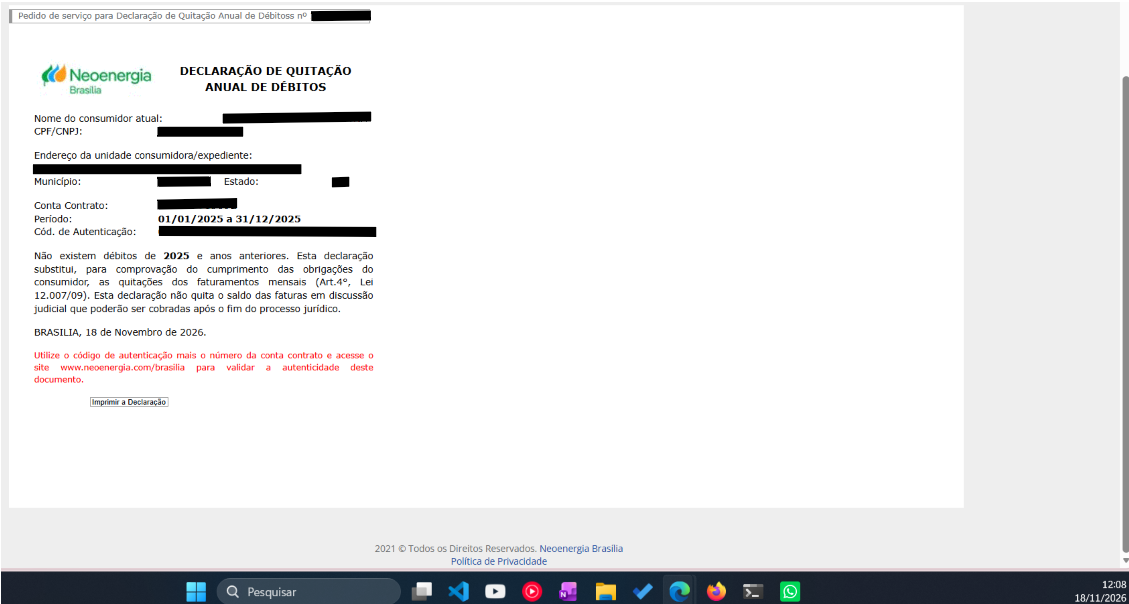 Pedido de serviço para Declaração de Quitação Anual de Débitoss nº
Neoenergia
Brasília
DECLARAÇÃO DE QUITAÇÃO
ANUAL DE DÉBITOS
Nome do consumidor atual:
CPF/CNPJ:
Endereço da unidade consumidora/expediente:
Município: Estado:
Conta Contrato:
Período: 01/01/2025 a 31/12/2025
Cód. de Autenticação:
Não existem débitos de 2025 e anos anteriores. Esta declaração
substitui, para comprovação do cumprimento das obrigações do
consumidor, as quitações dos faturamentos mensais (Art.4°, Lei
12.007/09). Esta declaração não quita o saldo das faturas em discussão
judicial que poderão ser cobradas após o fim do processo jurídico.
BRASILIA, 18 de Novembro de 2026.
Utilize o código de autenticação mais o número da conta contrato e acesse o
site www.neoenergia.com/brasilia para validar a autenticidade deste
documento.
Imprimir a Declaração
2021 © Todos os Direitos Reservados. Neoenergia Brasília
Política de Privacidade
Pesquisar
12:08
18/11/2026